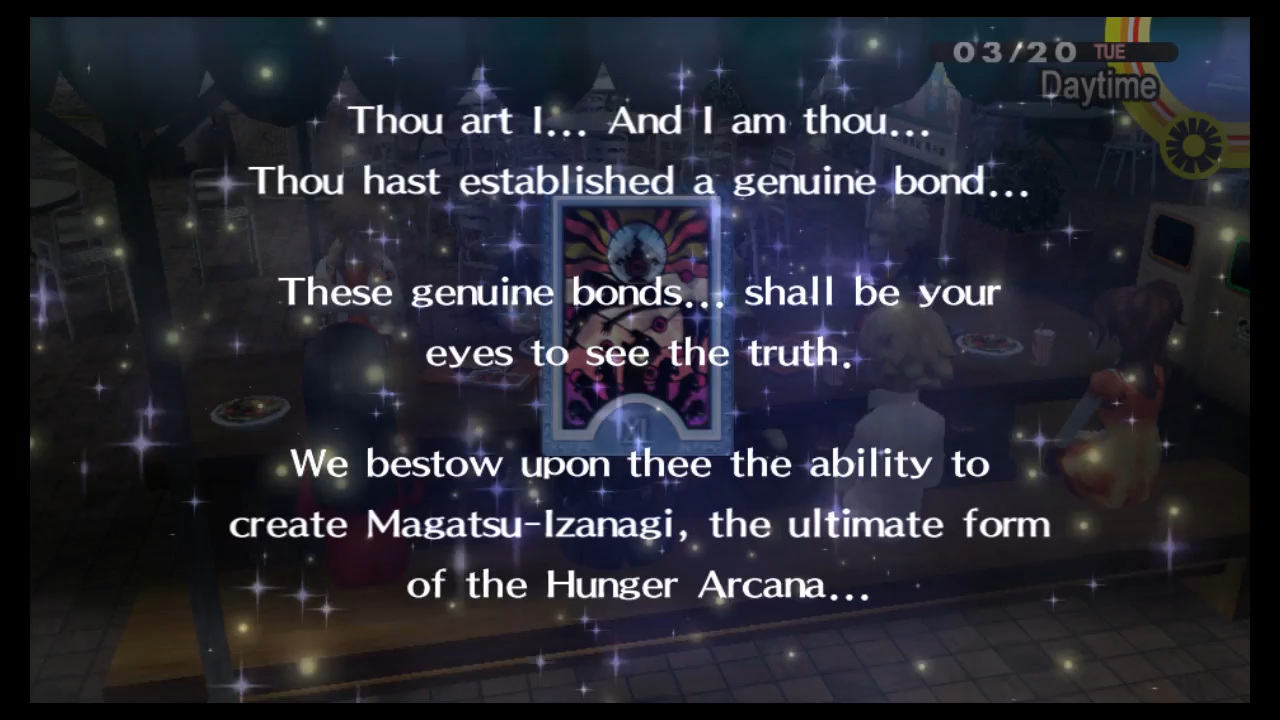 03/20 TUE
Daytime
Thou art I... And I am thou...
Thou hast established a genuine bond...
These genuine bonds... shall be your
eyes to see the truth.
XI
We bestow upon thee the ability to
create Magatsu-Izanagi, the ultimate form
of the Hunger Arcana...